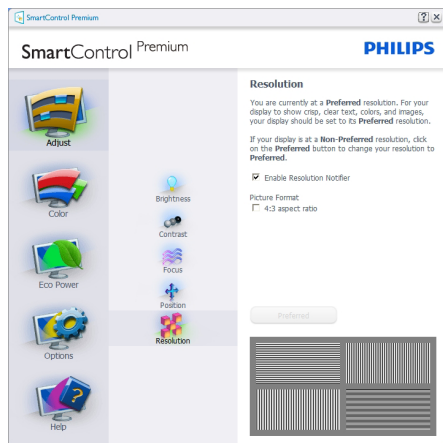 SmartControl Premium
SmartControl Premium
PHILIPS
Adjust
Color
Eco Power
Options
Help
Brightness
Contrast
Focus
Position
Resolution
Resolution
You are currently at a Preferred resolution. For your
display to show crisp, clear text, colors, and images,
your display should be set to its Preferred resolution.
If your display is at a Non-Preferred resolution, click
on the Preferred button to change your resolution to
Preferred.
Enable Resolution Notifier
Picture Format
4:3 aspect ratio
Preferred